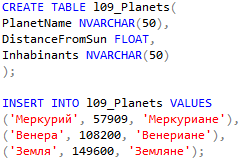 CREATE TABLE l09_Planets(
PlanetName NVARCHAR(50),
DistanceFromSun FLOAT,
Inhabinants NVARCHAR(50)
);
INSERT INTO l09_Planets VALUES
('Меркурий', 57909, 'Меркуриане'),
('Венера', 108200, 'Венериане'),
('Земля', 149600, 'Земляне');